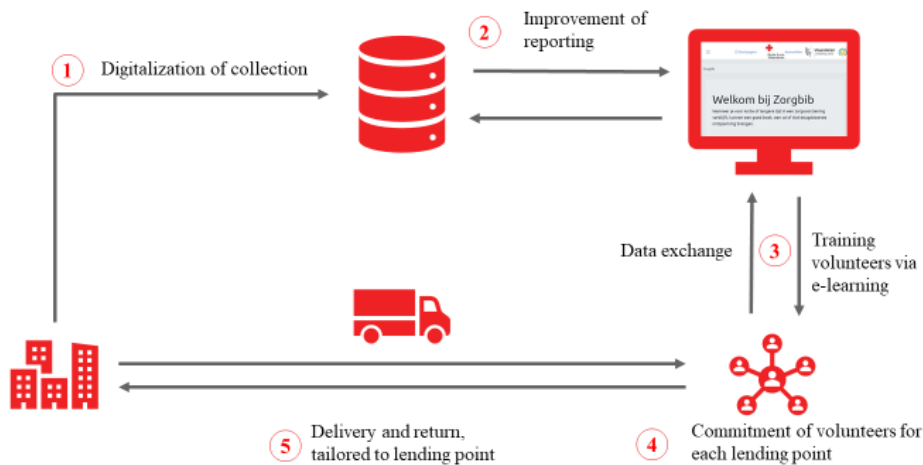 1
Digitalization of collection
2
Improvement of
reporting
Vlaanderen
Welkom bij Zorgbib
Data exchange
3
Training
volunteers via
e-learning
5
Delivery and return,
tailored to lending point
4
Commitment of volunteers for
each lending point